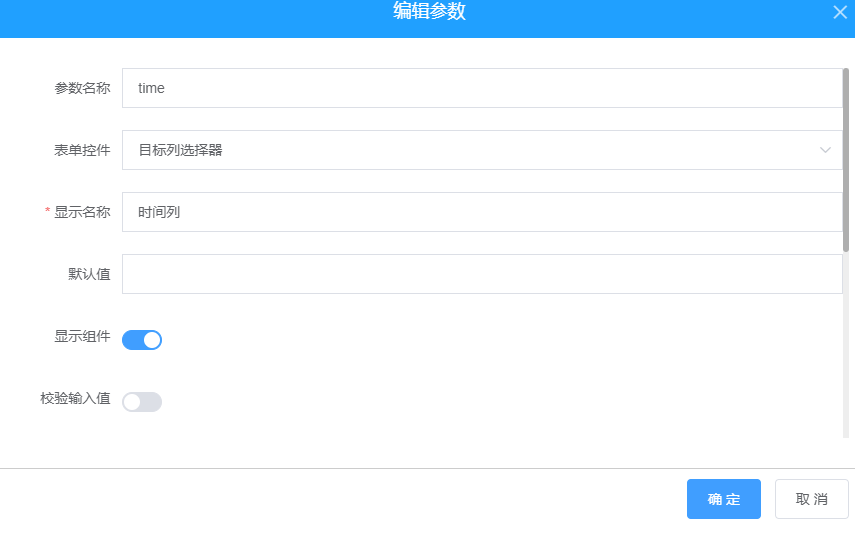 编辑参数
参数名称 time
表单控件 目标列选择器
* 显示名称 时间列
默认值
显示组件
校验输入值
确 定 取 消